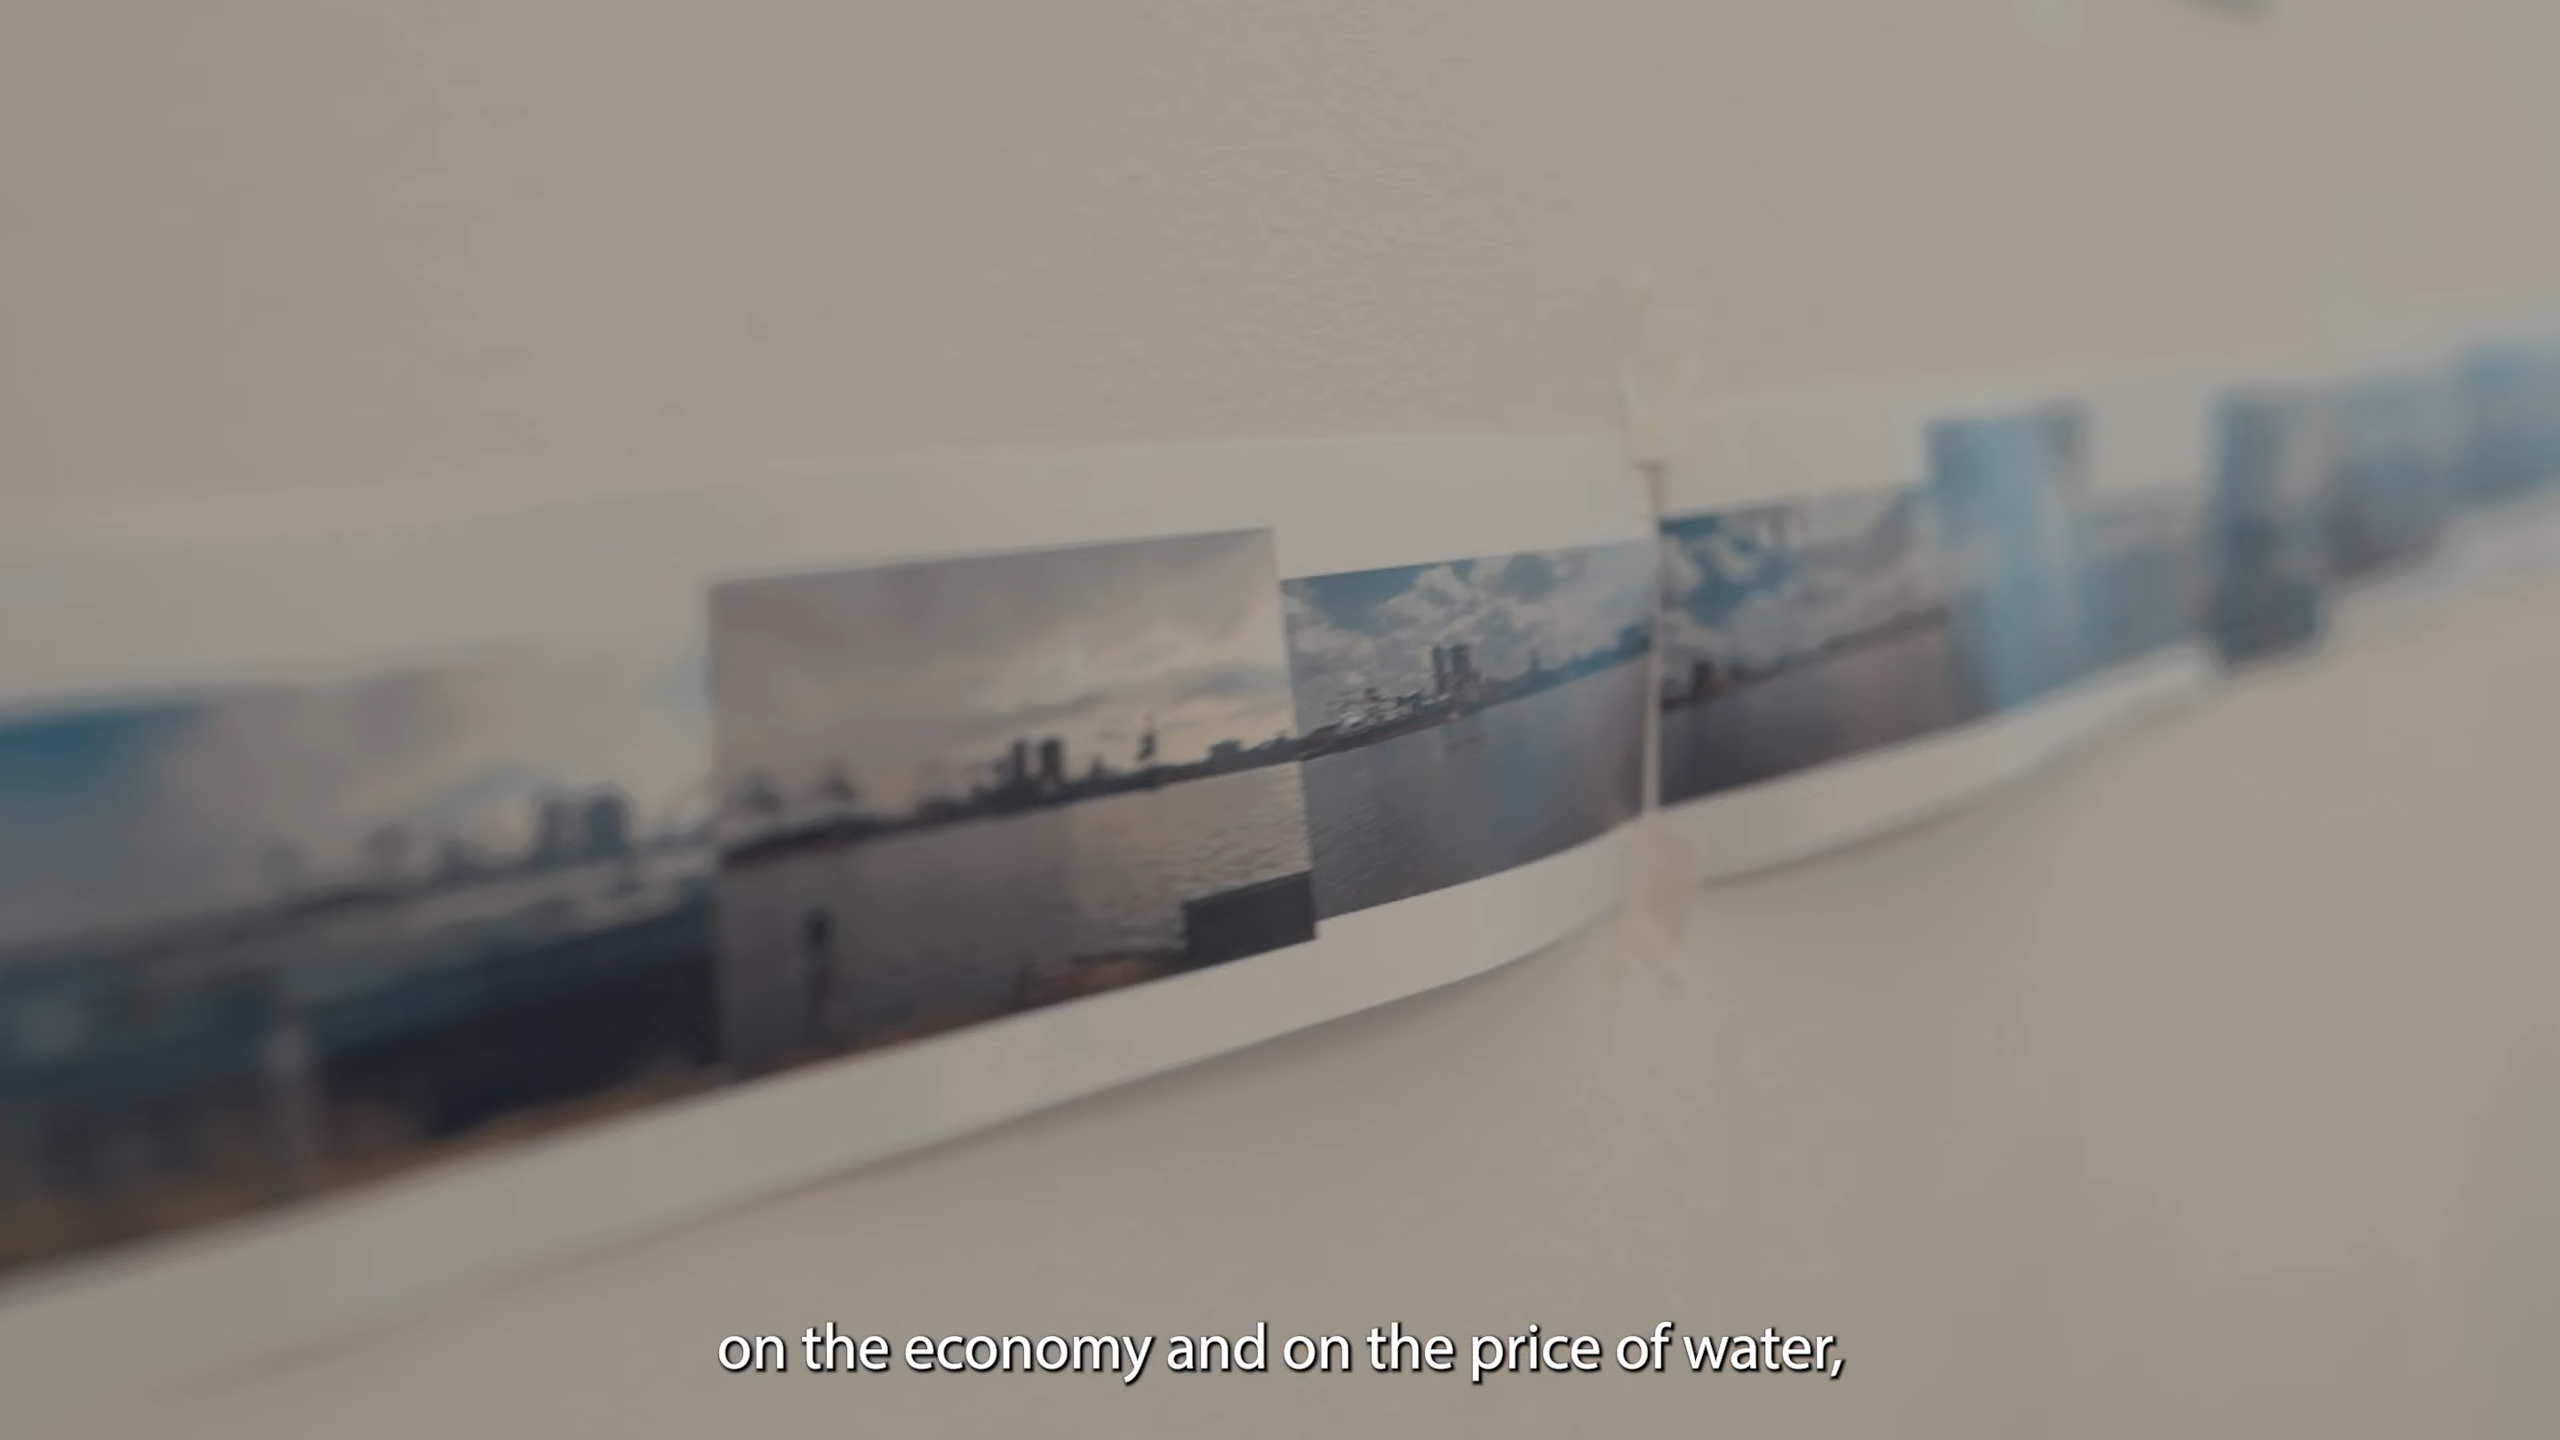 on the economy and on the price of water,